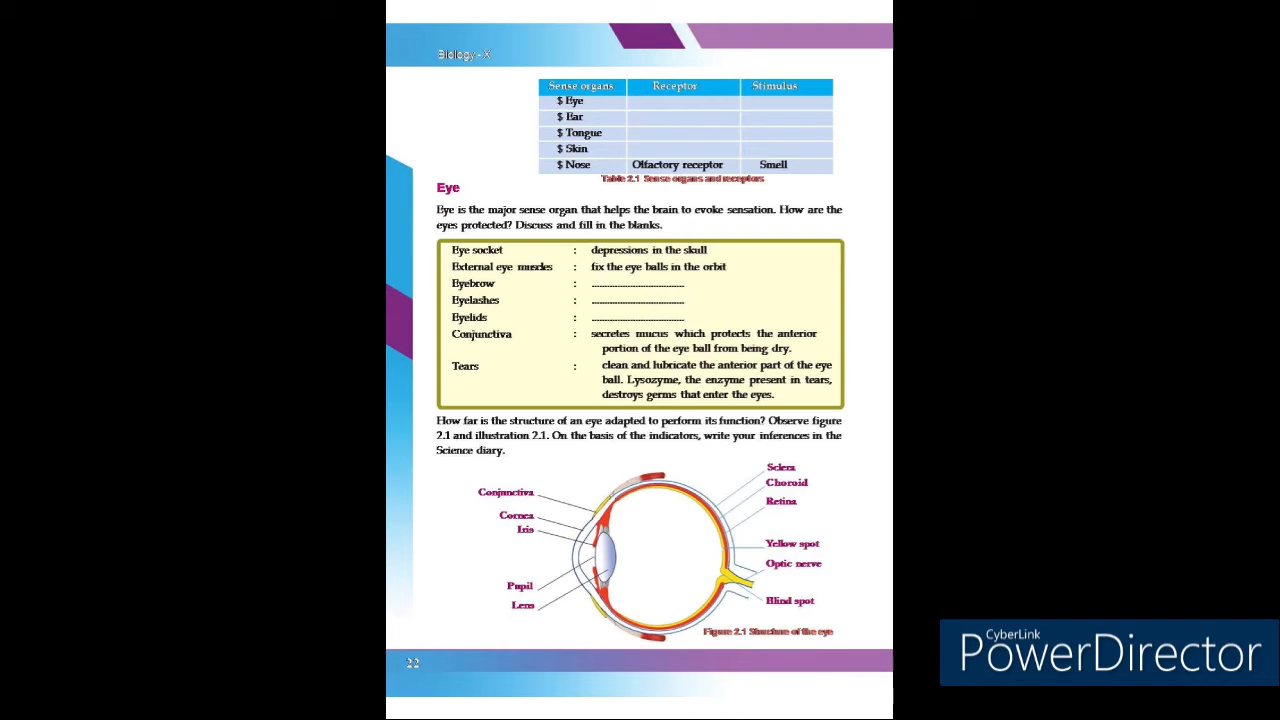 Biology - X
Sense organs Receptor Stimulus
$ Eye
$ Ear
$ Tongue
$ Skin
$ Nose Olfactory receptor Smell
Table 2.1 Sense organs and receptors
Eye
Eye is the major sense organ that helps the brain to evoke sensation. How are the
eyes protected? Discuss and fill in the blanks.
Eye socket : depressions in the skull
External eye muscles : fix the eye balls in the orbit
Eyebrow : ..................................
Eyelashes : ..................................
Eyelids : ..................................
Conjunctiva : secretes mucus which protects the anterior
portion of the eye ball from being dry.
Tears : clean and lubricate the anterior part of the eye
ball. Lysozyme, the enzyme present in tears,
destroys germs that enter the eyes.
How far is the structure of an eye adapted to perform its function? Observe figure
2.1 and illustration 2.1. On the basis of the indicators, write your inferences in the
Science diary.
Conjunctiva
Cornea
Iris
Pupil
Lens
Sclera
Choroid
Retina
Yellow spot
Optic nerve
Blind spot
Figure 2.1 Structure of the eye
22
CyberLink
PowerDirector